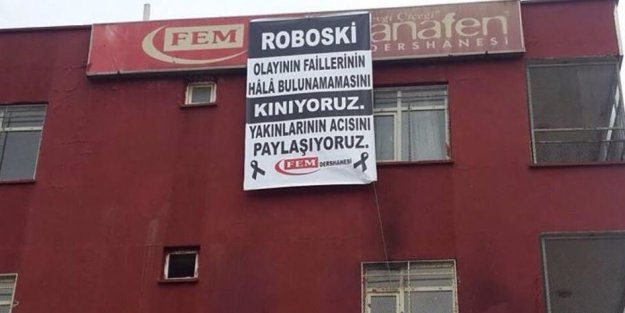 FEM
anafen
DERSHANESİ
ROBOSKİ
OLAYININ FAİLLERİNİN
HÂLÂ BULUNAMAMASINI
KINIYORUZ.
YAKINLARININ ACISINI
PAYLAŞIYORUZ.
FEM DERSHANESİ